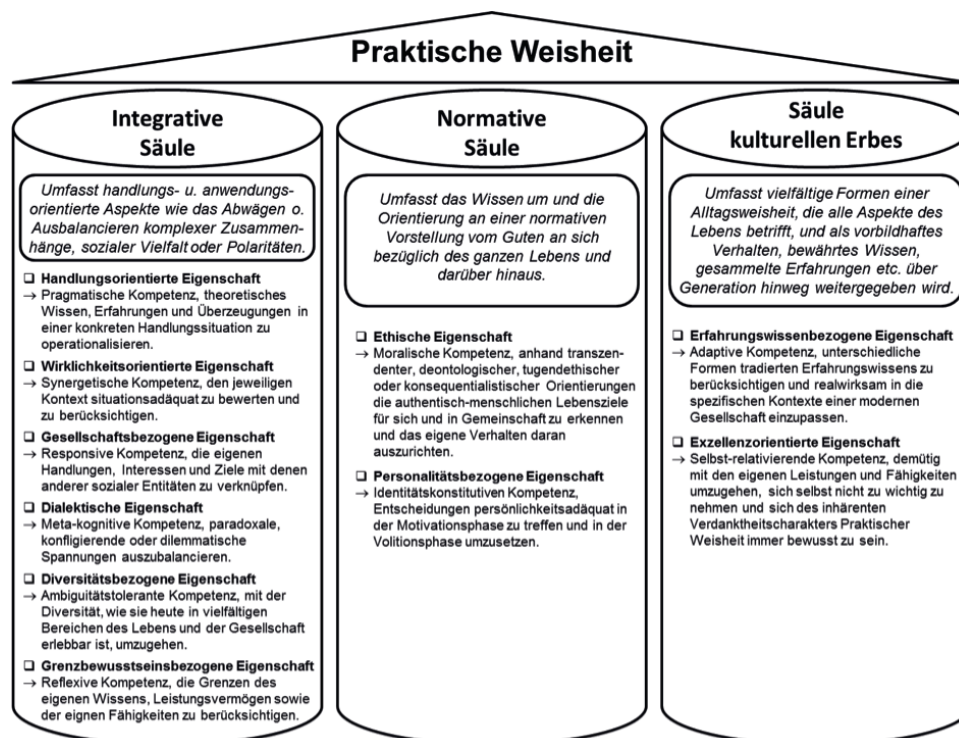 Praktische Weisheit
Integrative
Säule
Umfasst handlungs- u. anwendungs-
orientierte Aspekte wie das Abwägen o.
Ausbalancieren komplexer Zusammen-
hänge, sozialer Vielfalt oder Polaritäten.
❑ Handlungsorientierte Eigenschaft
→ Pragmatische Kompetenz, theoretisches
Wissen, Erfahrungen und Überzeugungen in
einer konkreten Handlungssituation zu
operationalisieren.
❑ Wirklichkeitsorientierte Eigenschaft
→ Synergetische Kompetenz, den jeweiligen
Kontext situationsadäquat zu bewerten und
zu berücksichtigen.
❑ Gesellschaftsbezogene Eigenschaft
→ Responsive Kompetenz, die eigenen
Handlungen, Interessen und Ziele mit denen
anderer sozialer Entitäten zu verknüpfen.
❑ Dialektische Eigenschaft
→ Meta-kognitive Kompetenz, paradoxale,
konfligierende oder dilemmatische
Spannungen auszubalancieren.
❑ Diversitätsbezogene Eigenschaft
→ Ambiguitätstolerante Kompetenz, mit der
Diversität, wie sie heute in vielfältigen
Bereichen des Lebens und der Gesellschaft
erlebbar ist, umzugehen.
❑ Grenzbewusstseinsbezogene Eigenschaft
→ Reflexive Kompetenz, die Grenzen des
eigenen Wissens, Leistungsvermögen sowie
der eignen Fähigkeiten zu berücksichtigen.
Normative
Säule
Umfasst das Wissen um und die
Orientierung an einer normativen
Vorstellung vom Guten an sich
bezüglich des ganzen Lebens und
darüber hinaus.
❑ Ethische Eigenschaft
→ Moralische Kompetenz, anhand transzen-
denter, deontologischer, tugendethischer
oder konsequentialistischer Orientierungen
die authentisch-menschlichen Lebensziele
für sich und in Gemeinschaft zu erkennen
und das eigene Verhalten daran
auszurichten.
❑ Personalitätsbezogene Eigenschaft
→ Identitätskonstitutiven Kompetenz,
Entscheidungen persönlichkeitsadäquat in
der Motivationsphase zu treffen und in der
Volitionsphase umzusetzen.
Säule
kulturellen Erbes
Umfasst vielfältige Formen einer
Alltagsweisheit, die alle Aspekte des
Lebens betrifft, und als vorbildhaftes
Verhalten, bewährtes Wissen,
gesammelte Erfahrungen etc. über
Generation hinweg weitergegeben wird.
❑ Erfahrungswissenbezogene Eigenschaft
→ Adaptive Kompetenz, unterschiedliche
Formen tradierten Erfahrungswissen zu
berücksichtigen und realwirksam in die
spezifischen Kontexte einer modernen
Gesellschaft einzupassen.
❑ Exzellenzorientierte Eigenschaft
→ Selbst-relativierende Kompetenz, demütig
mit den eigenen Leistungen und Fähigkeiten
umzugehen, sich selbst nicht zu wichtig zu
nehmen und sich des inhärenten
Verdanktheitscharakters Praktischer
Weisheit immer bewusst zu sein.